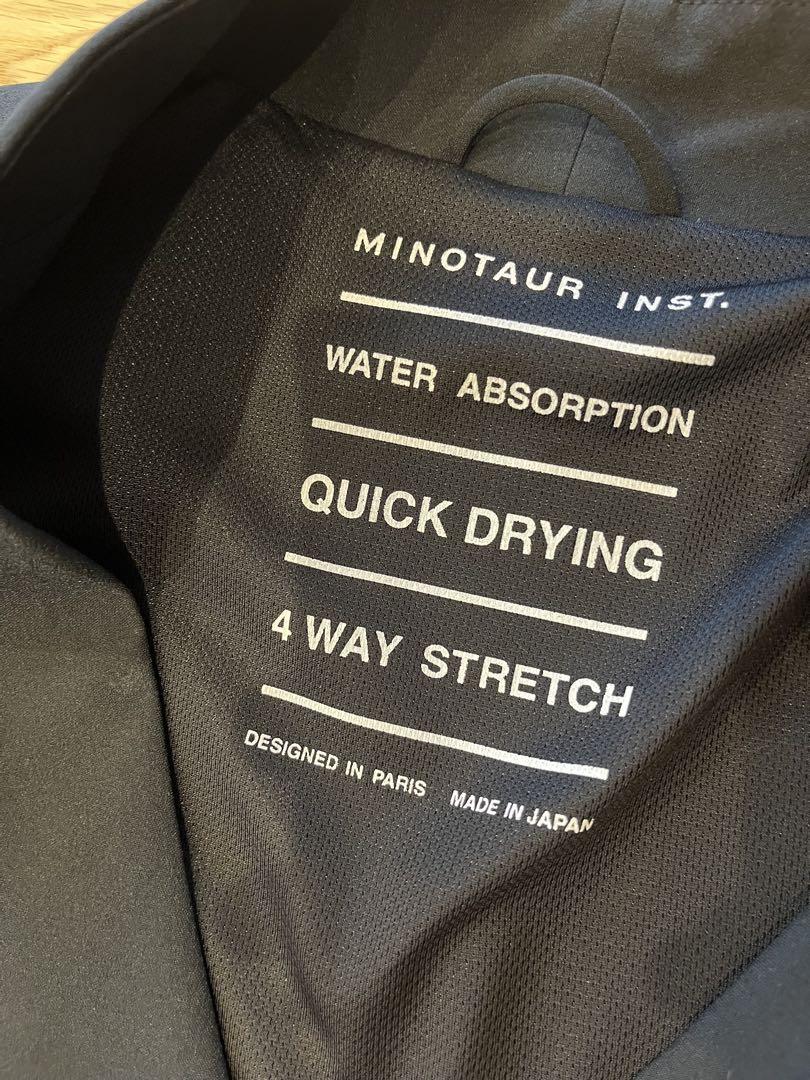 MINOTAUR INST.
WATER ABSORPTION
QUICK DRYING
4 WAY STRETCH
DESIGNED IN PARIS MADE IN JAPAN